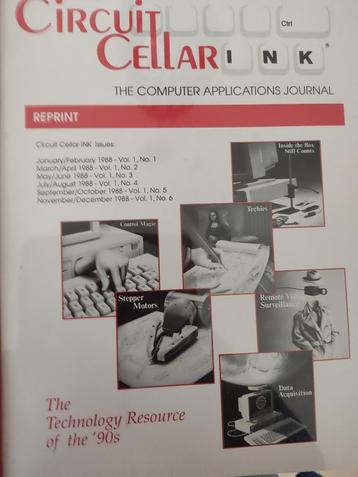 CIRCUIT
CELLAR INK®
Ctrl
THE COMPUTER APPLICATIONS JOURNAL
REPRINT
Circuit Cellar INK Issues:
January/February 1988 - Vol. 1, No. 1
March/April 1988 - Vol. 1, No. 2
May/June 1988 - Vol. 1, No. 3
July/August 1988 - Vol. 1, No. 4
September/October 1988 - Vol. 1, No. 5
November/December 1988 - Vol. 1, No. 6
Inside the Box
Still Counts
Techies
Control Magic
Stepper
Motors
Remote
Surveillance
Data
Acquisition
The
Technology Resource
of the '90s